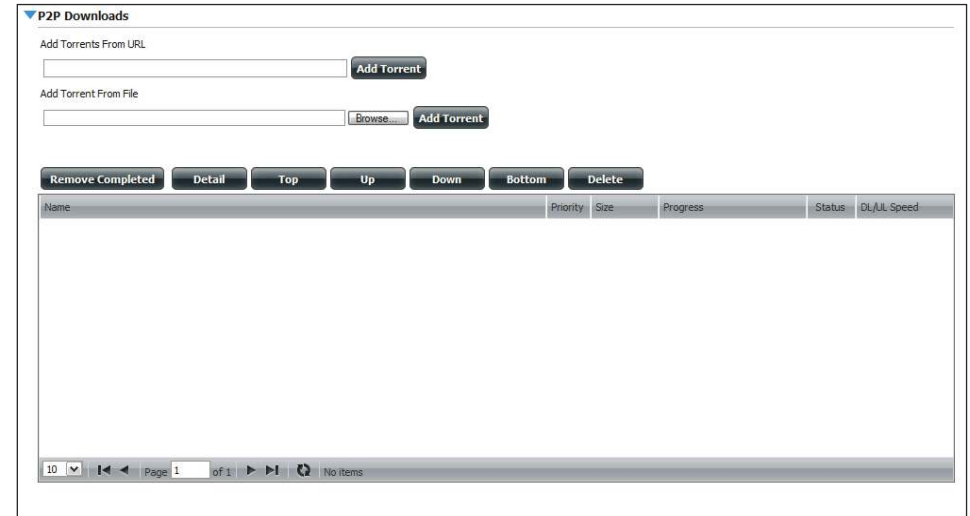 P2P Downloads
Add Torrents From URL
Add Torrent
Add Torrent From File
Browse... Add Torrent
Remove Completed Detail Top Up Down Bottom Delete
Name Priority Size Progress Status DL/UL Speed
10 Page 1 of 1 No items